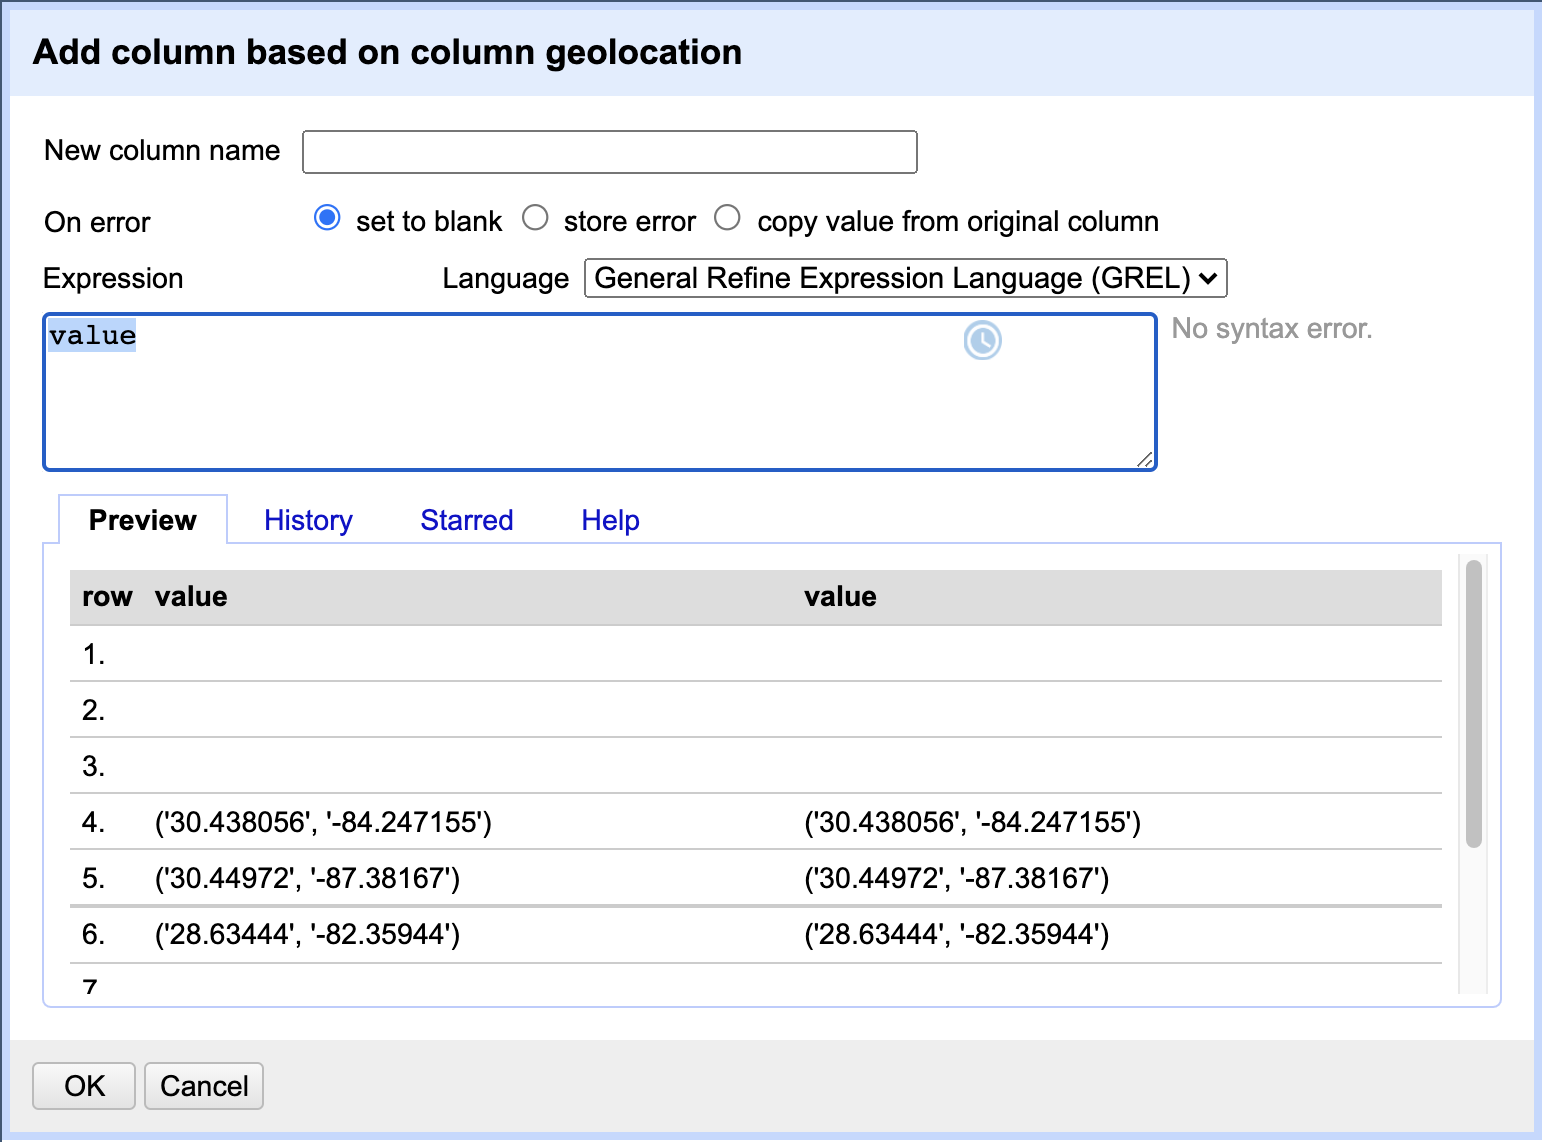 Add column based on column geolocation
New column name
On error set to blank store error copy value from original column
Expression Language General Refine Expression Language (GREL)
value
No syntax error.
Preview History Starred Help
row value value
1.
2.
3.
4. ('30.438056', '-84.247155') ('30.438056', '-84.247155')
5. ('30.44972', '-87.38167') ('30.44972', '-87.38167')
6. ('28.63444', '-82.35944') ('28.63444', '-82.35944')
7
OK Cancel